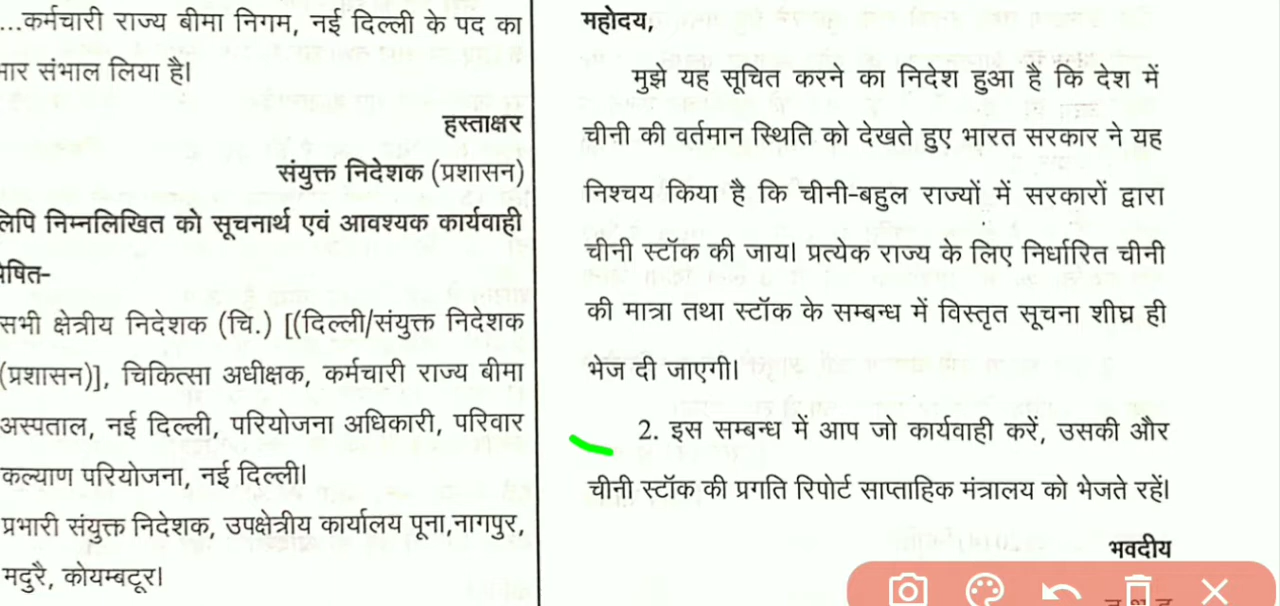 ...कर्मचारी राज्य बीमा निगम, नई दिल्ली के पद का
संभाल लिया है।
हस्ताक्षर
संयुक्त निदेशक (प्रशासन)
निम्नलिखित को सूचनार्थ एवं आवश्यक कार्यवाही
सभी क्षेत्रीय निदेशक (चि.) [(दिल्ली/संयुक्त निदेशक
(प्रशासन)], चिकित्सा अधीक्षक, कर्मचारी राज्य बीमा
अस्पताल, नई दिल्ली, परियोजना अधिकारी, परिवार
कल्याण परियोजना, नई दिल्ली।
प्रभारी संयुक्त निदेशक, उपक्षेत्रीय कार्यालय पूना,नागपुर,
मदुरै, कोयम्बटूर।
महोदय,
मुझे यह सूचित करने का निदेश हुआ है कि देश में
चीनी की वर्तमान स्थिति को देखते हुए भारत सरकार ने यह
निश्चय किया है कि चीनी-बहुल राज्यों में सरकारों द्वारा
चीनी स्टॉक की जाय। प्रत्येक राज्य के लिए निर्धारित चीनी
की मात्रा तथा स्टॉक के सम्बन्ध में विस्तृत सूचना शीघ्र ही
भेज दी जाएगी।
2. इस सम्बन्ध में आप जो कार्यवाही करें, उसकी और
चीनी स्टॉक की प्रगति रिपोर्ट साप्ताहिक मंत्रालय को भेजते रहें।
भवदीय